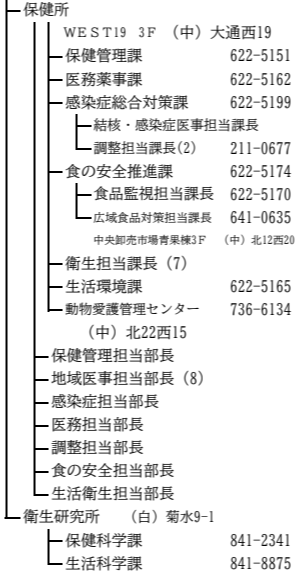 保健所
WEST19 3F (中) 大通西19
保健管理課 622-5151
医務薬事課 622-5162
感染症総合対策課 622-5199
結核・感染症医事担当課長
調整担当課長(2) 211-0677
食の安全推進課 622-5174
食品監視担当課長 622-5170
広域食品対策担当課長 641-0635
中央卸売市場青果棟3F (中) 北12西20
衛生担当課長 (7)
生活環境課 622-5165
動物愛護管理センター 736-6134
(中) 北22西15
保健管理担当部長
地域医事担当部長 (8)
感染症担当部長
医務担当部長
調整担当部長
食の安全担当部長
生活衛生担当部長
衛生研究所 (白) 菊水9-1
保健科学課 841-2341
生活科学課 841-8875